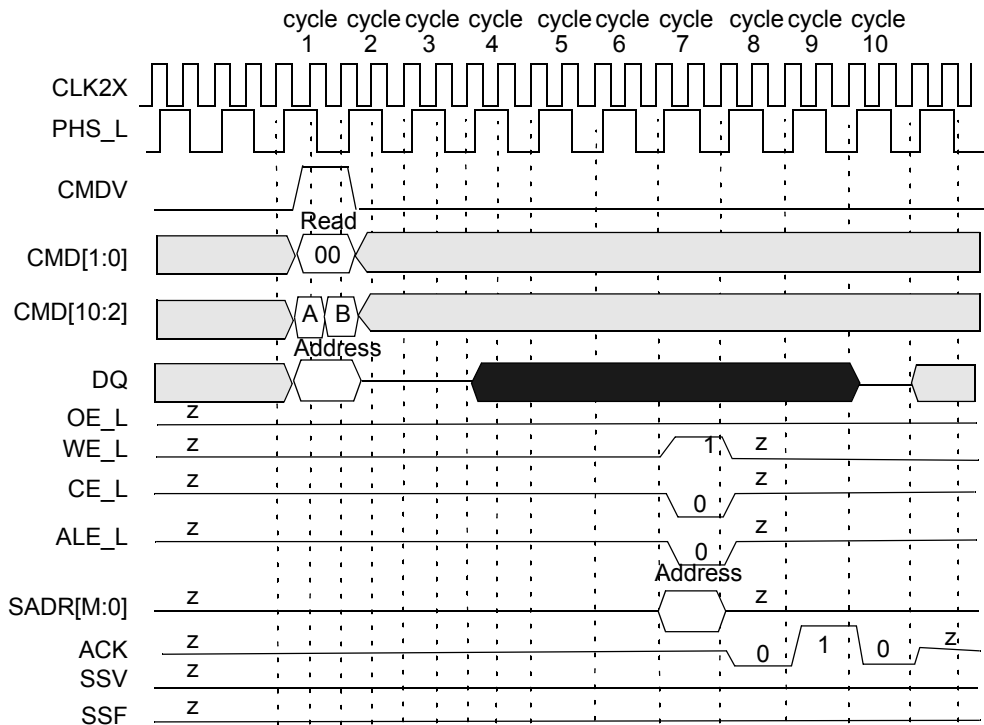 cycle cycle cycle cycle cycle cycle cycle cycle cycle cycle
1 2 3 4 5 6 7 8 9 10
CLK2X
PHS_L
CMDV
Read
CMD[1:0] 00
CMD[10:2] A B
Address
DQ
OE_L z
WE_L z 1 z
CE_L z 0 z
ALE_L z 0 z
Address
SADR[M:0] z z
ACK z 0 1 0 z
SSV z
SSF z